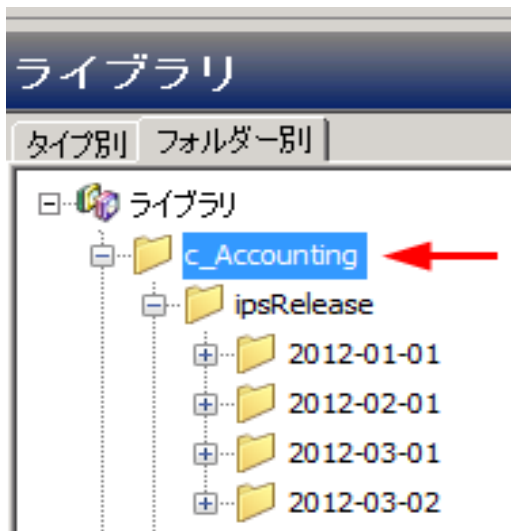 ライブラリ
タイプ別 フォルダー別
ライブラリ
c_Accounting
ipsRelease
2012-01-01
2012-02-01
2012-03-01
2012-03-02